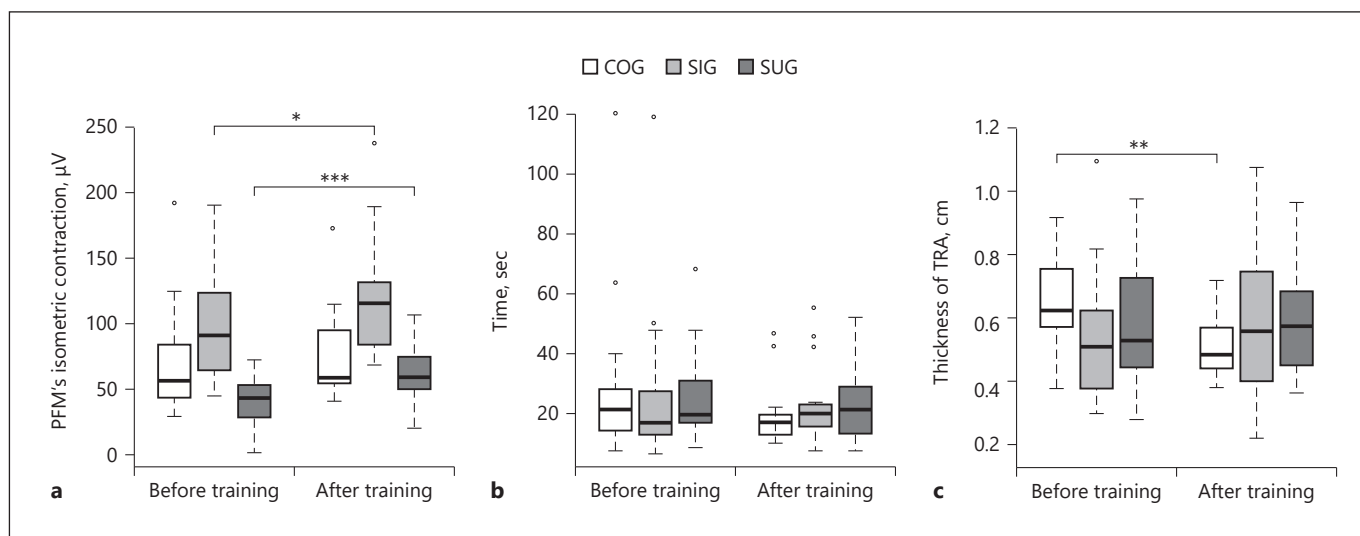 COG SIG SUG
PFM's isometric contraction, µV
250
200
150
100
50
0
*
***
Before training After training
a
Time, sec
120
100
80
60
40
20
Before training After training
b
Thickness of TRA, cm
1.2
1.0
0.8
0.6
0.4
0.2
**
Before training After training
c